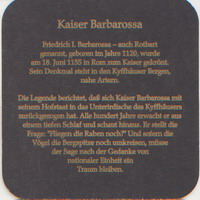 Kaiser Barbarossa
Friedrich I. Barbarossa - auch Rotbart
genannt, geboren im Jahre 1120, wurde
am 18. Juni 1155 in Rom zum Kaiser gekrönt.
Sein Denkmal steht in den Kyffhäuser Bergen,
nahe Artern.
Die Legende berichtet, daß sich Kaiser Barbarossa mit
seinem Hofstaat in das Unterirdische des Kyffhäusers
zurückgezogen hat. Alle hundert Jahre erwacht er aus
einem tiefen Schlaf und schaut hinaus. Er stellt die
Frage: "Fliegen die Raben noch?" Und sofern die
Vögel die Bergspitze noch umkreisen, müsse
der Sage nach der Gedanke von
nationaler Einheit ein
Traum bleiben.